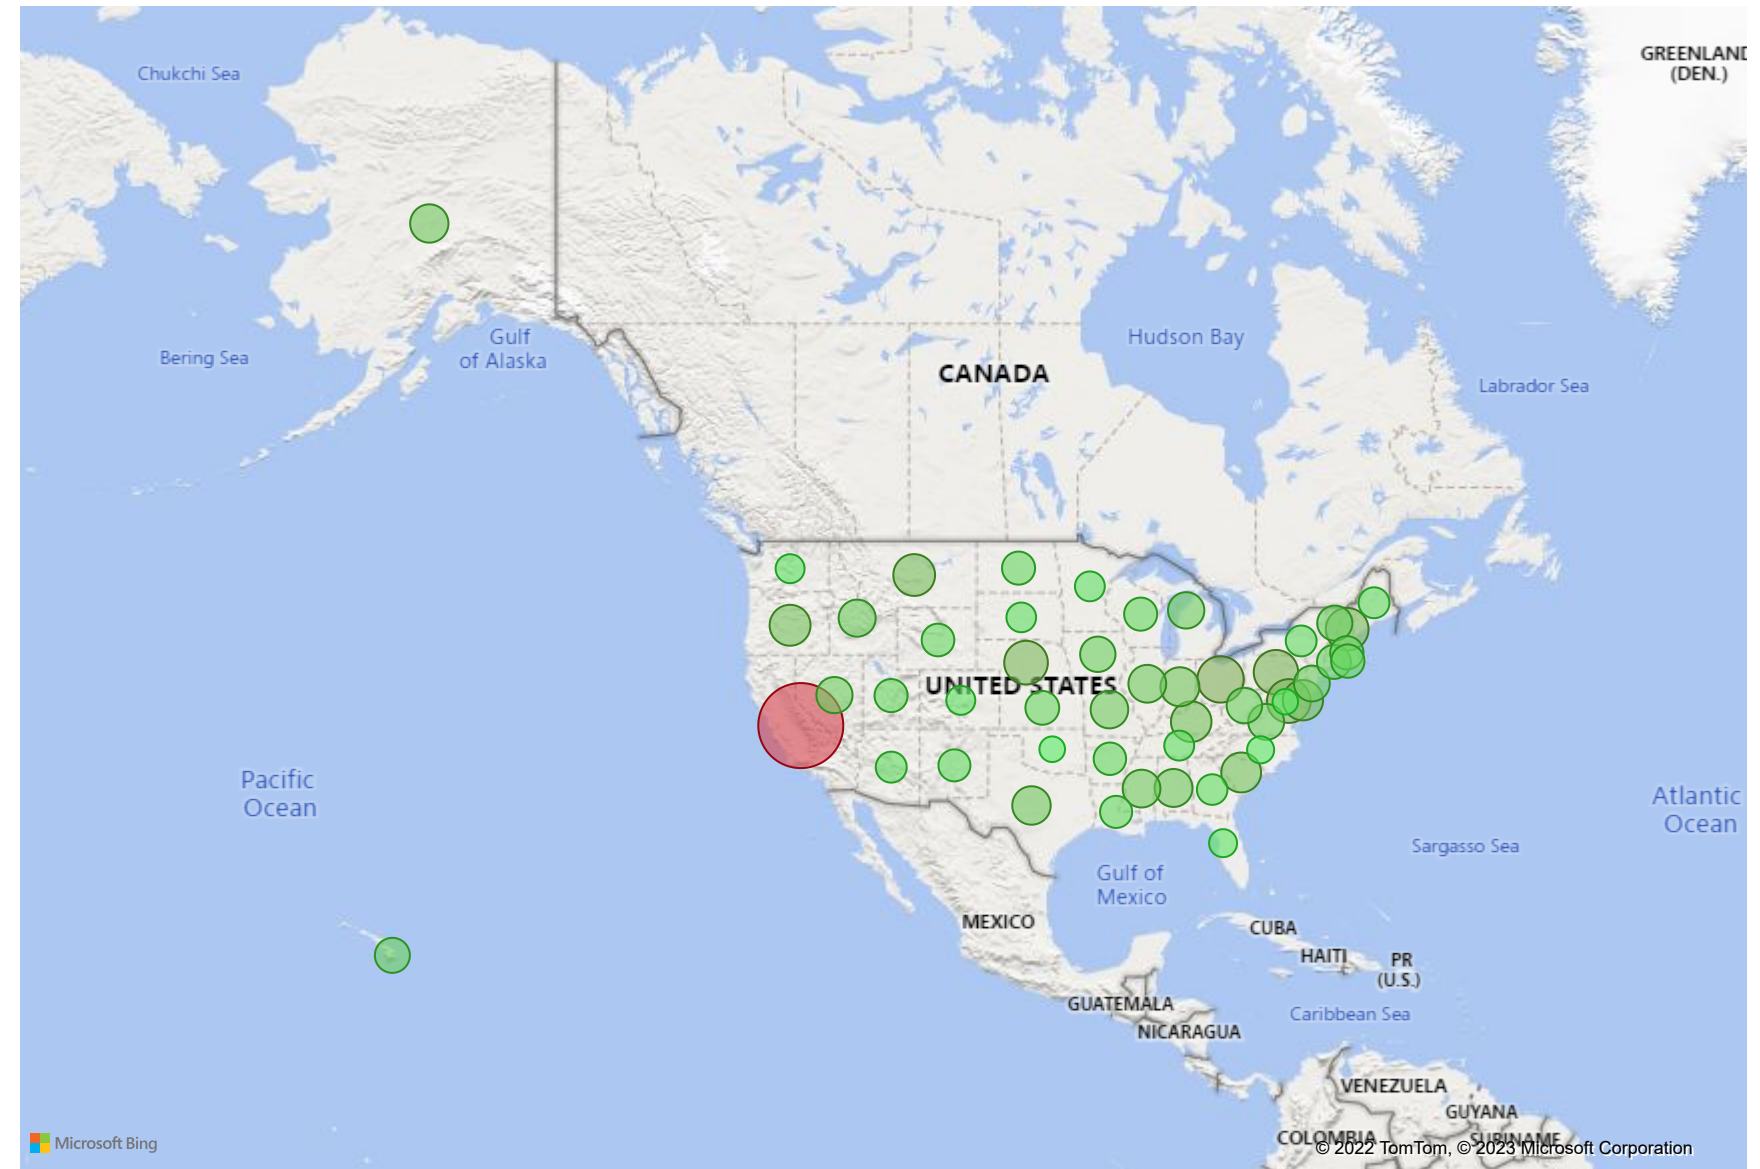 GREENLAND
(DEN.)
Chukchi Sea
Gulf
of Alaska
Hudson Bay
Bering Sea
CANADA
Labrador Sea
UNITED STATES
Pacific
Ocean
Atlantic
Ocean
Sargasso Sea
Gulf of
Mexico
MEXICO
CUBA
HAITI
PR
(U.S.)
GUATEMALA
Caribbean Sea
NICARAGUA
VENEZUELA
GUYANA
COLOMBIA
SURINAME
Microsoft Bing
© 2022 TomTom, © 2023 Microsoft Corporation